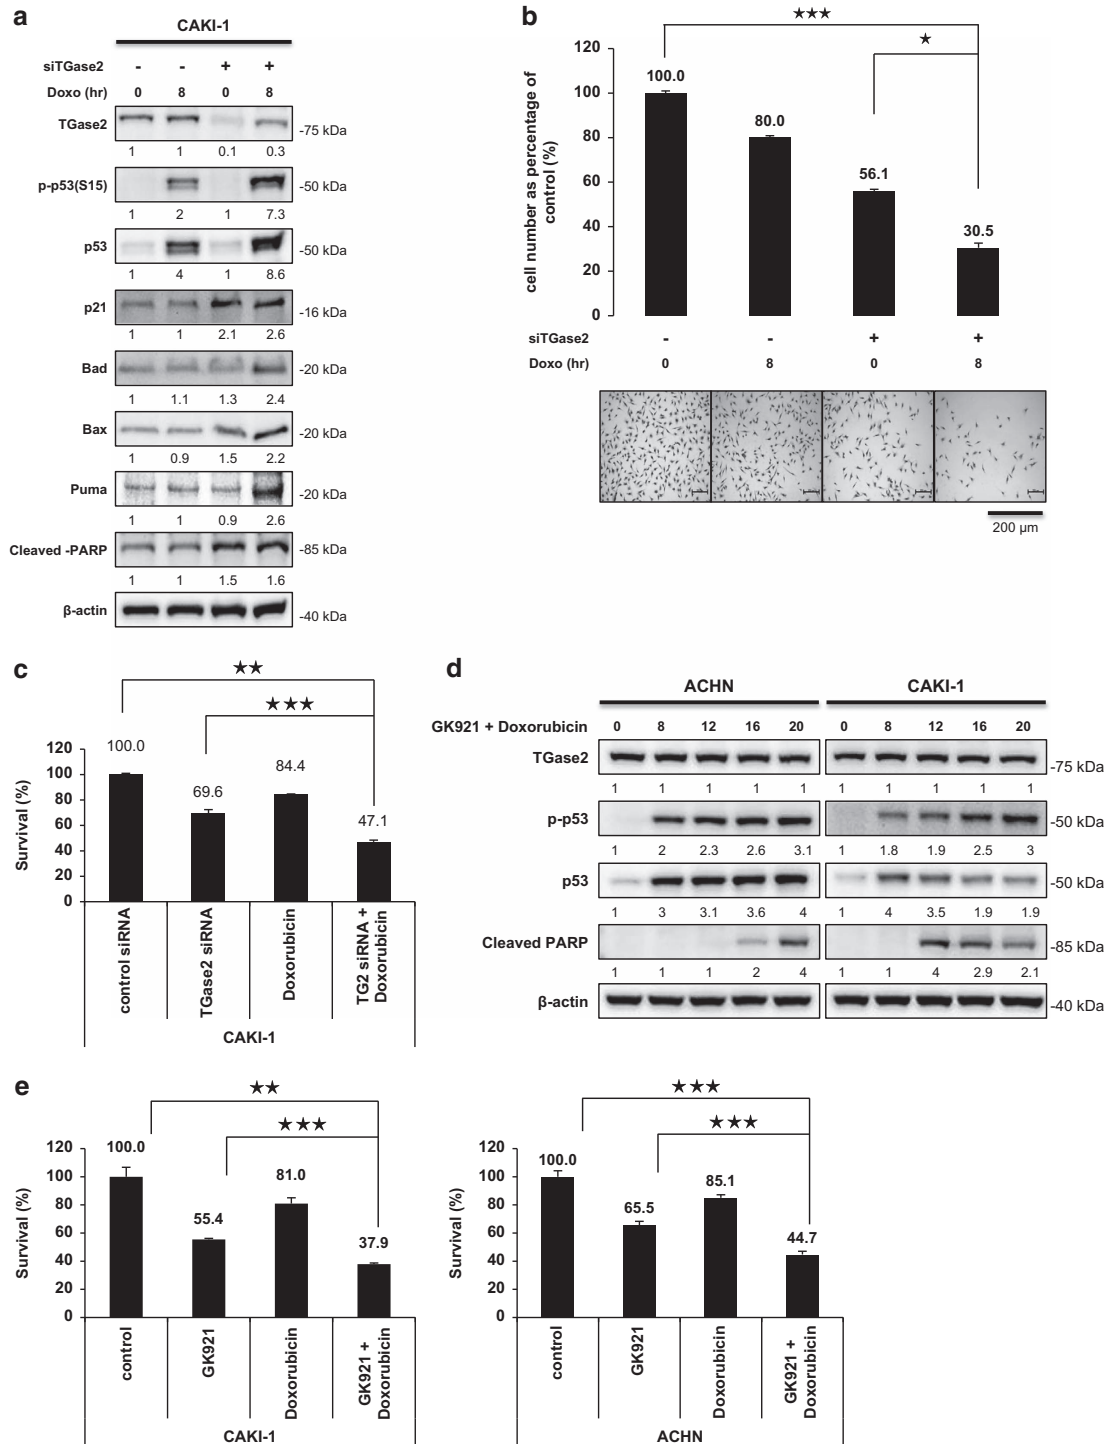 a
CAKI-1
siTGase2 - - + +
Doxo (hr) 0 8 0 8
TGase2 -75 kDa
1 1 0.1 0.3
p-p53(S15) -50 kDa
1 2 1 7.3
p53 -50 kDa
1 4 1 8.6
p21 -16 kDa
1 1 2.1 2.6
Bad -20 kDa
1 1.1 1.3 2.4
Bax -20 kDa
1 0.9 1.5 2.2
Puma -20 kDa
1 1 0.9 2.6
Cleaved -PARP -85 kDa
1 1 1.5 1.6
β-actin -40 kDa
b
★★★
★
cell number as percentage of
control (%)
120
100
80
60
40
20
0
100.0
80.0
56.1
30.5
siTGase2 - - + +
Doxo (hr) 0 8 0 8
200 µm
c
★★
★★★
Survival (%)
120
100
80
60
40
20
0
100.0
69.6
84.4
47.1
control siRNA
TGase2 siRNA
Doxorubicin
TG2 siRNA +
Doxorubicin
CAKI-1
d
ACHN CAKI-1
GK921 + Doxorubicin 0 8 12 16 20 0 8 12 16 20
TGase2 -75 kDa
1 1 1 1 1 1 1 1 1 1
p-p53 -50 kDa
1 2 2.3 2.6 3.1 1 1.8 1.9 2.5 3
p53 -50 kDa
1 3 3.1 3.6 4 1 4 3.5 1.9 1.9
Cleaved PARP -85 kDa
1 1 1 2 4 1 1 4 2.9 2.1
β-actin -40 kDa
e
★★
★★★
Survival (%)
120
100
80
60
40
20
0
100.0
55.4
81.0
37.9
control
GK921
Doxorubicin
GK921 +
Doxorubicin
CAKI-1
★★★
★★★
Survival (%)
120
100
80
60
40
20
0
100.0
65.5
85.1
44.7
control
GK921
Doxorubicin
GK921 +
Doxorubicin
ACHN